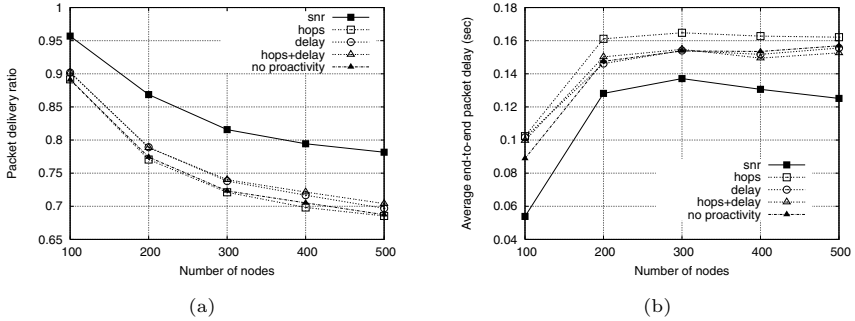 1
0.95
0.9
0.85
0.8
0.75
0.7
0.65
Packet delivery ratio
snr
hops
delay
hops+delay
no proactivity
100
200
300
400
500
Number of nodes
(a)
0.18
0.16
0.14
0.12
0.1
0.08
0.06
0.04
Average end-to-end packet delay (sec)
snr
hops
delay
hops+delay
no proactivity
100
200
300
400
500
Number of nodes
(b)